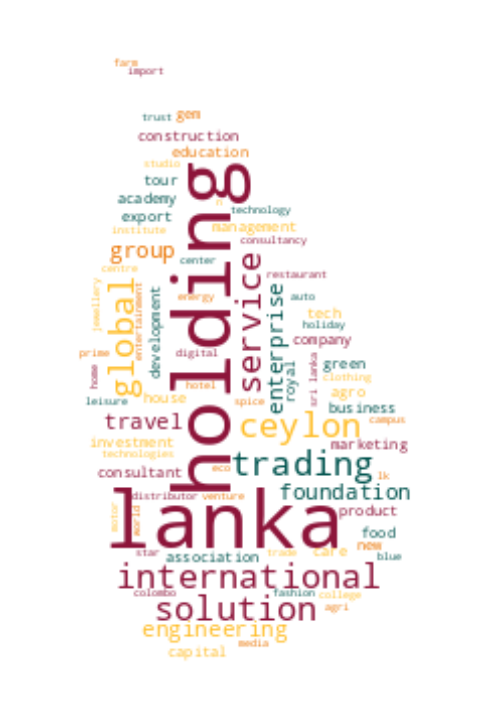 farm
import
trust gem
construction
education
studio
tour
academy
n
technology
export
institute
management
group
consultancy
centre
center
holding
service
restaurant
jewellery
global
entertainment
development
energy
enterprise
auto
tech
holiday
prime
digital
company
home
royal
sri lanka
green
clothing
hotel
leisure
house
spice
agro
business
travel
ceylon
campus
investment
marketing
technologies
trading
consultant
eco
lk
distributor venture
foundation
motor
world
lanka
product
food
star
association
trade
care
new
blue
international
colombo
fashion college
solution
agri
engineering
media
capital